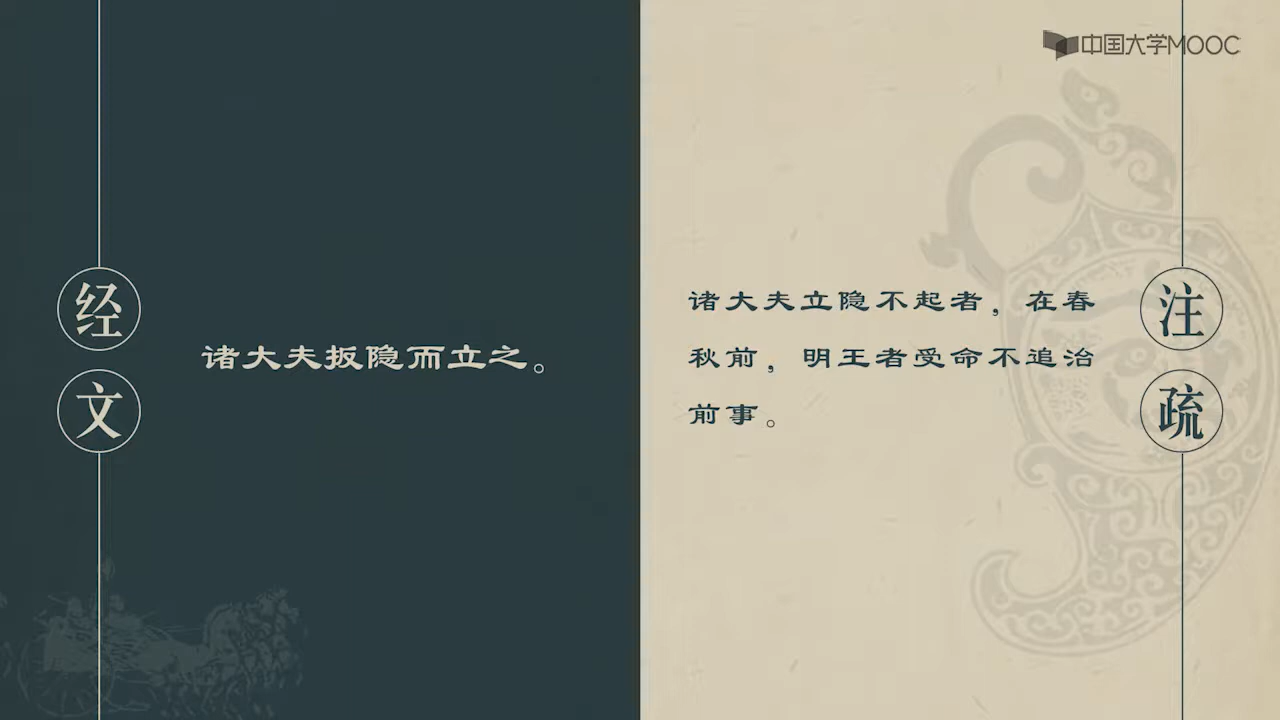 中国大学MOOC
经文
诸大夫扳隐而立之。
诸大夫立隐不起者，在春
秋前，明王者受命不追治
前事。
注疏